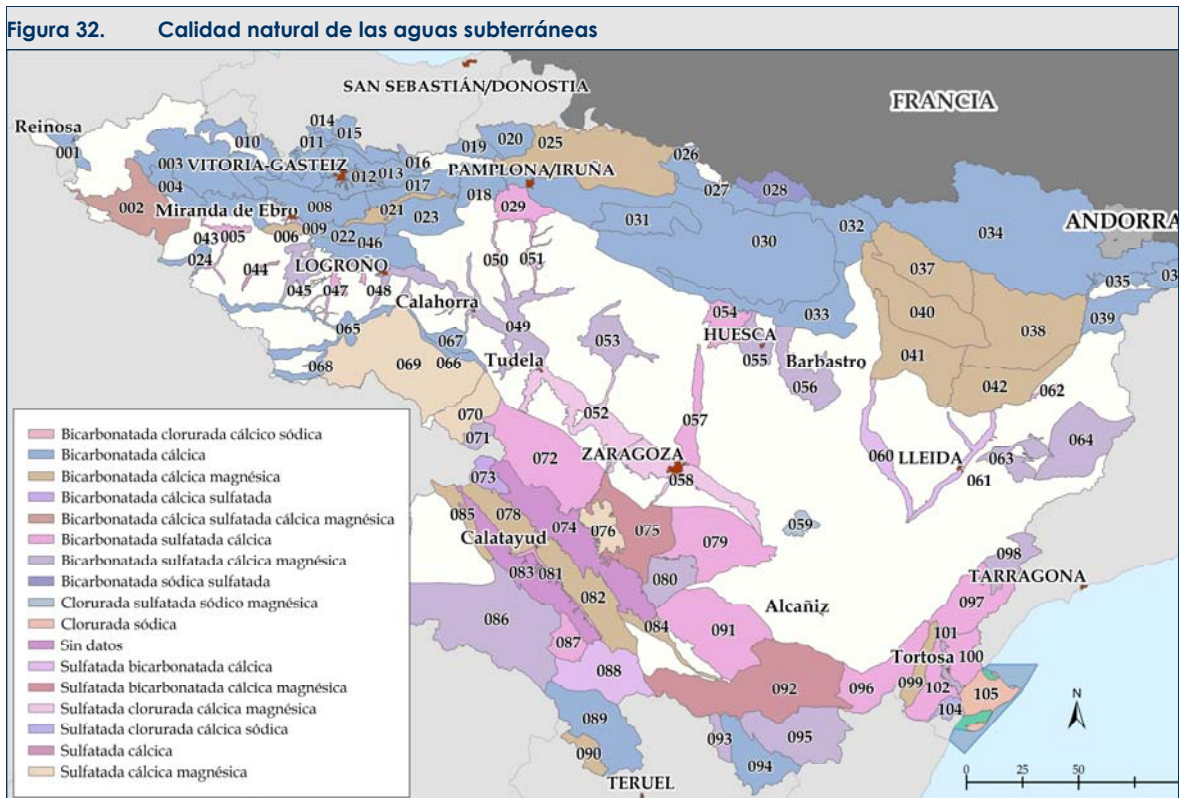 Figura 32. Calidad natural de las aguas subterráneas
SAN SEBASTIÁN/DONOSTIA
FRANCIA
Reinosa
001
014
015
010
011
019
020
025
026
003
VITORIA-GASTEIZ
012
013
016
PAMPLONA/IRUÑA
027
028
004
017
002
Miranda de Ebro
008
021
018
029
031
030
032
034
ANDORRA
043
005
006
009
022
046
023
024
044
LOGROÑO
050
051
037
035
03
045
047
048
Calahorra
033
040
038
039
065
049
054
067
053
HUESCA
041
068
069
066
Tudela
055
Barbastro
056
042
062
070
052
057
071
072
ZARAGOZA
060
LLEIDA
063
064
058
061
073
085
078
074
076
075
059
Calatayud
079
098
083
081
080
TARRAGONA
082
086
Alcañiz
097
084
091
101
087
Tortosa
100
088
092
096
099
102
105
104
089
093
095
090
094
TERUEL
N
0 25 50
Bicarbonatada clorurada cálcico sódica
Bicarbonatada cálcica
Bicarbonatada cálcica magnésica
Bicarbonatada cálcica sulfatada
Bicarbonatada cálcica sulfatada cálcica magnésica
Bicarbonatada sulfatada cálcica
Bicarbonatada sulfatada cálcica magnésica
Bicarbonatada sódica sulfatada
Clorurada sulfatada sódico magnésica
Clorurada sódica
Sin datos
Sulfatada bicarbonatada cálcica
Sulfatada bicarbonatada cálcica magnésica
Sulfatada clorurada cálcica magnésica
Sulfatada clorurada cálcica sódica
Sulfatada cálcica
Sulfatada cálcica magnésica